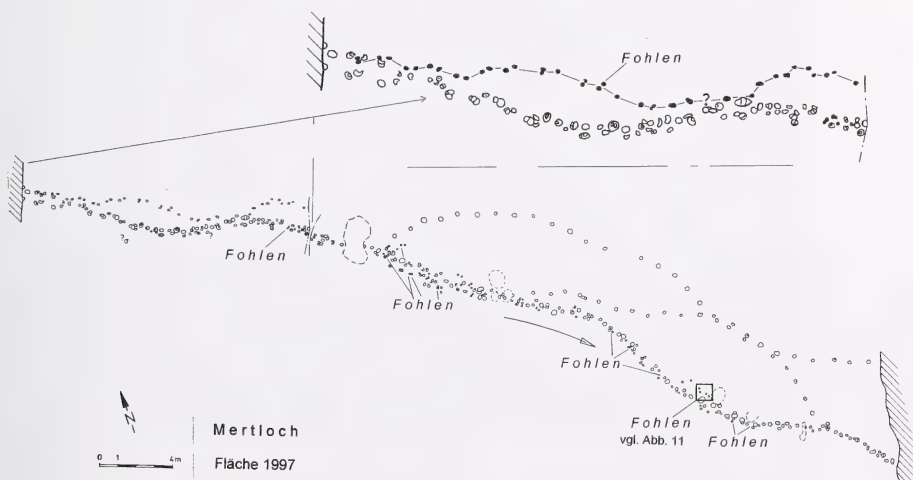 Fohlen
?
?
?
Fohlen
Fohlen
Fohlen
Fohlen
vgl. Abb. 11
Fohlen
N
Mertloch
0 1 4m
Fläche 1997